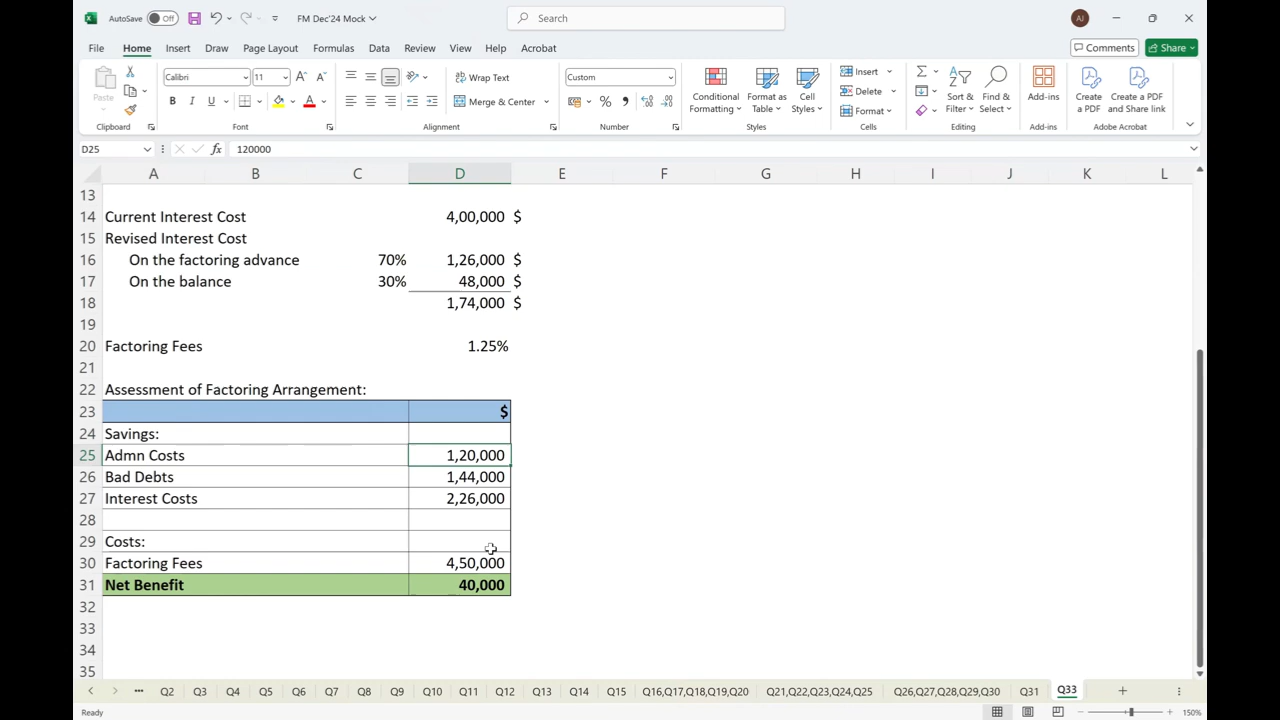 AutoSave Off FM Dec'24 Mock Search AJ
File Home Insert Draw Page Layout Formulas Data Review View Help Acrobat Comments Share
Calibri 11 A A Wrap Text Custom Insert
Paste B I U A Merge & Center % , Conditional Formatting Format as Table Cell Styles Delete Format Sort & Filter Find & Select Add-ins Create a PDF Create a PDF and Share link
Clipboard Font Alignment Number Styles Cells Editing Add-ins Adobe Acrobat
D25 fx 120000
A B C D E F G H I J K L
13
14 Current Interest Cost 4,00,000 $
15 Revised Interest Cost
16 On the factoring advance 70% 1,26,000 $
17 On the balance 30% 48,000 $
18 1,74,000 $
19
20 Factoring Fees 1.25%
21
22 Assessment of Factoring Arrangement:
23 $
24 Savings:
25 Admn Costs 1,20,000
26 Bad Debts 1,44,000
27 Interest Costs 2,26,000
28
29 Costs:
30 Factoring Fees 4,50,000
31 Net Benefit 40,000
32
33
34
35
Q2 Q3 Q4 Q5 Q6 Q7 Q8 Q9 Q10 Q11 Q12 Q13 Q14 Q15 Q16,Q17,Q18,Q19,Q20 Q21,Q22,Q23,Q24,Q25 Q26,Q27,Q28,Q29,Q30 Q31 Q33
Ready 150%